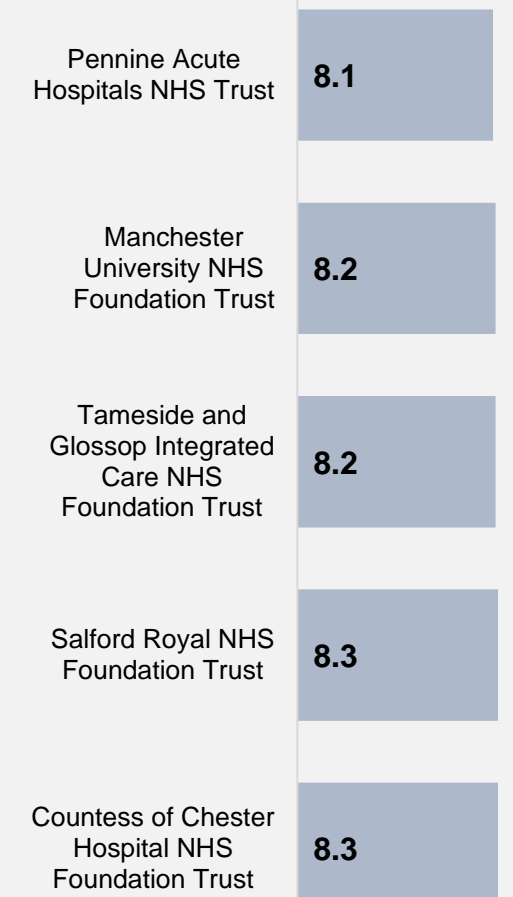 Pennine Acute
Hospitals NHS Trust
8.1
Manchester
University NHS
Foundation Trust
8.2
Tameside and
Glossop Integrated
Care NHS
Foundation Trust
8.2
Salford Royal NHS
Foundation Trust
8.3
Countess of Chester
Hospital NHS
Foundation Trust
8.3